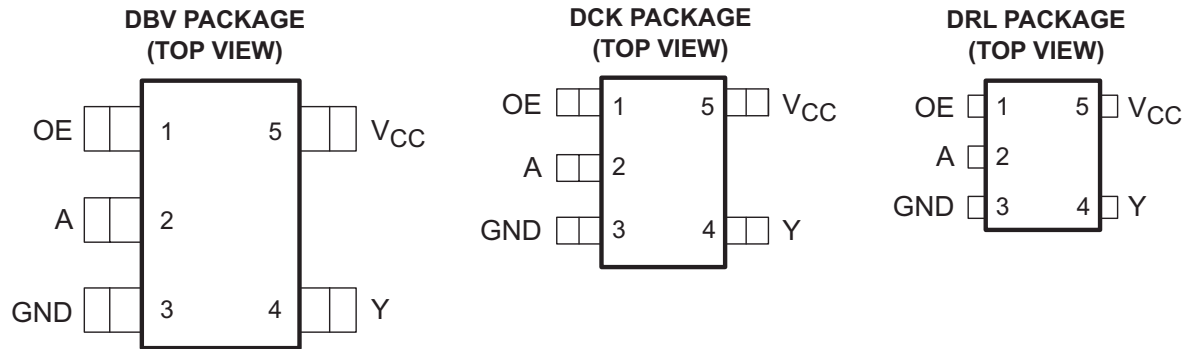 DBV PACKAGE
(TOP VIEW)
OE 1 5 VCC
A 2
GND 3 4 Y
DCK PACKAGE
(TOP VIEW)
OE 1 5 VCC
A 2
GND 3 4 Y
DRL PACKAGE
(TOP VIEW)
OE 1 5 VCC
A 2
GND 3 4 Y